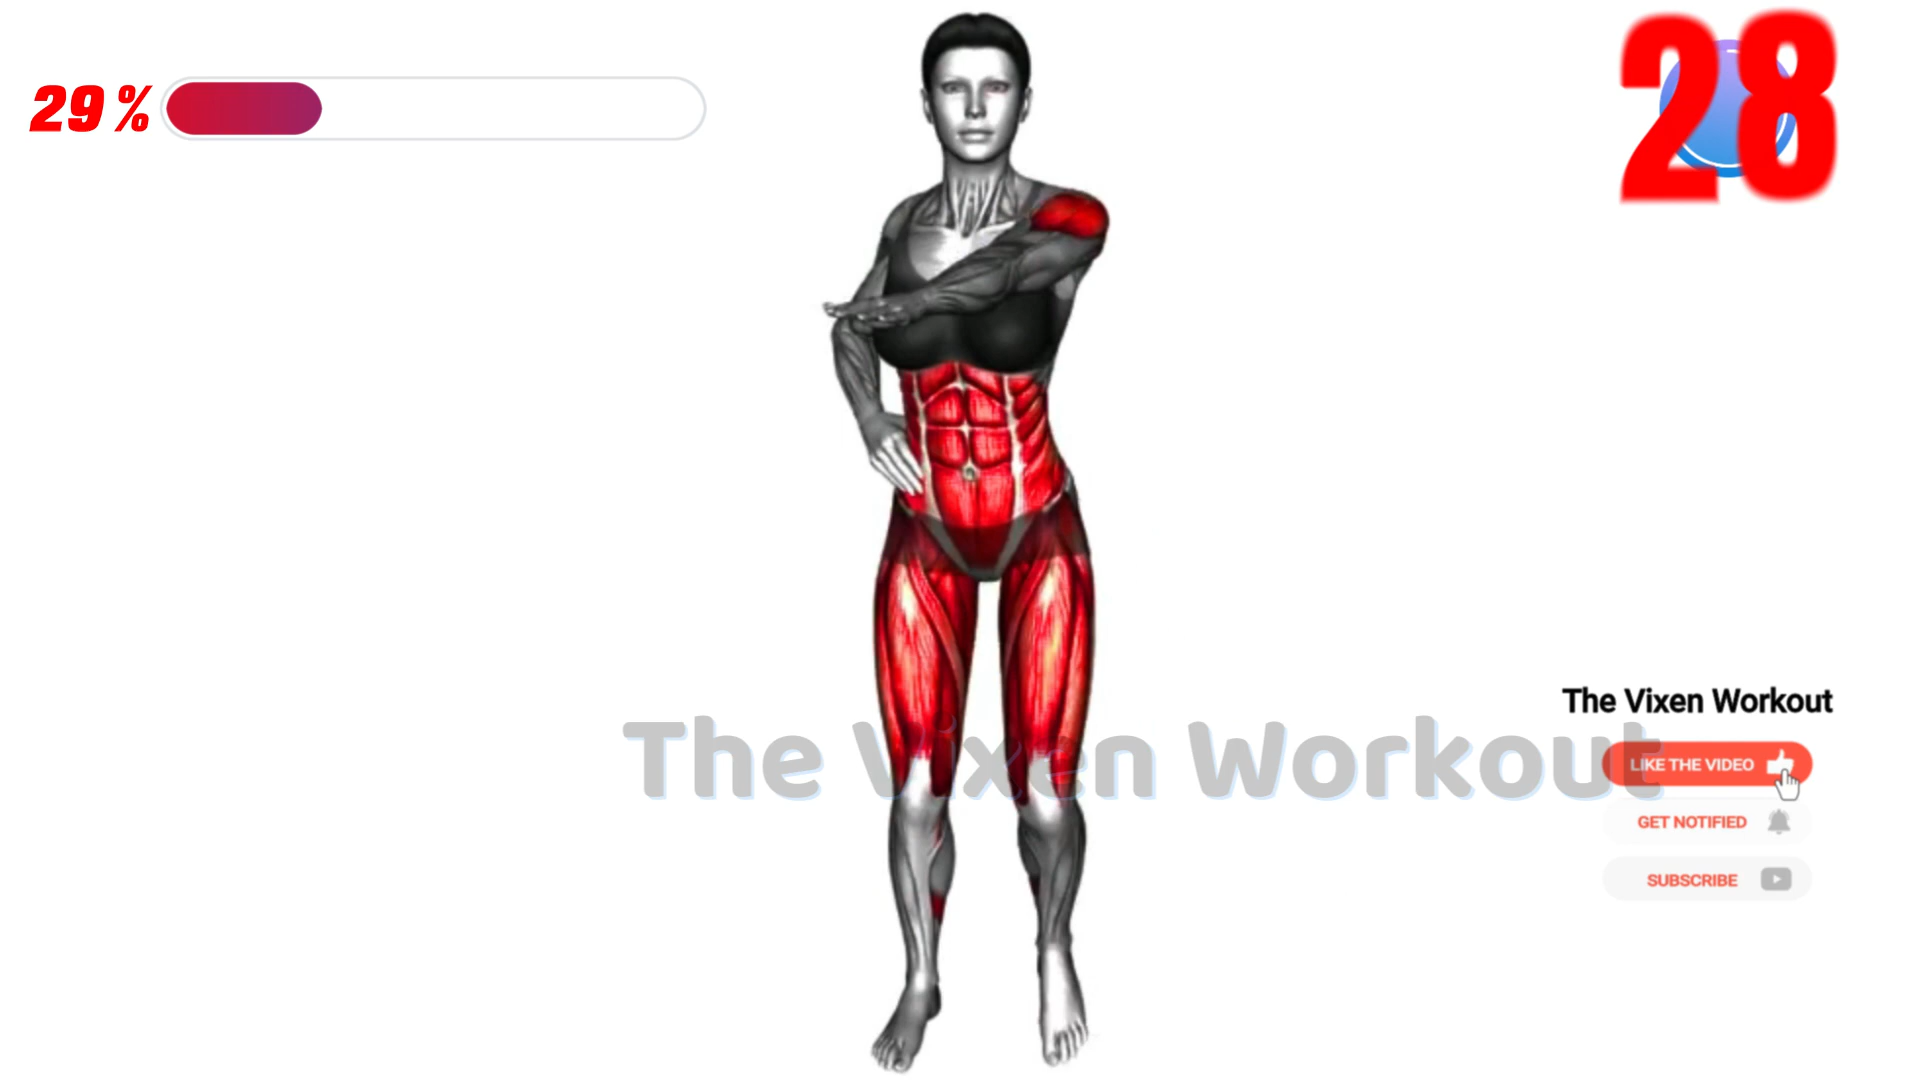 29%
28
The Vixen Workout
The Vixen Workout
LIKE THE VIDEO
GET NOTIFIED
SUBSCRIBE